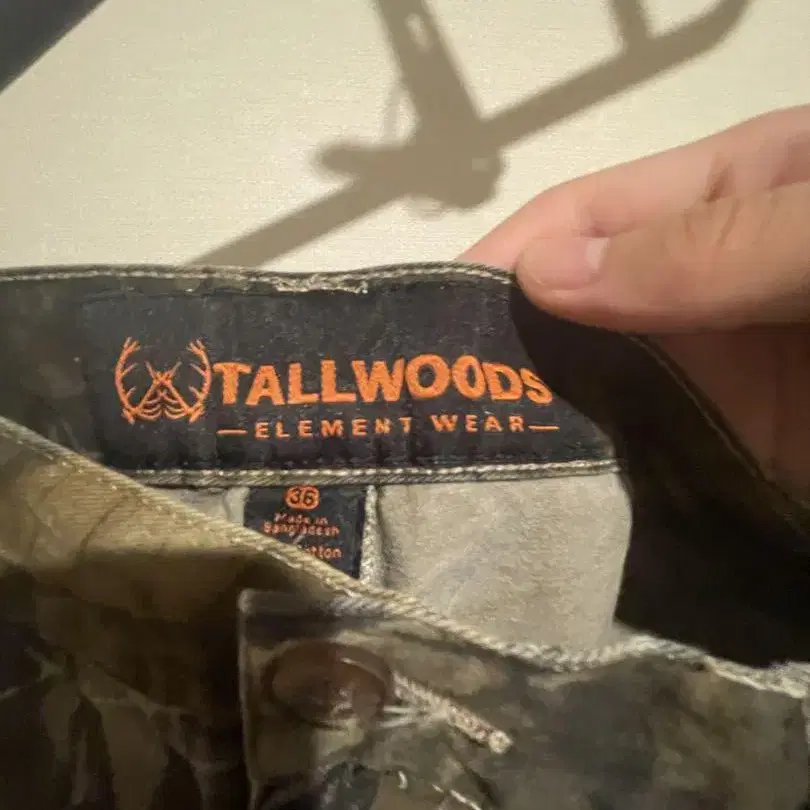 TALLWOODS
—ELEMENT WEAR—
36
Made in
Bangladesh